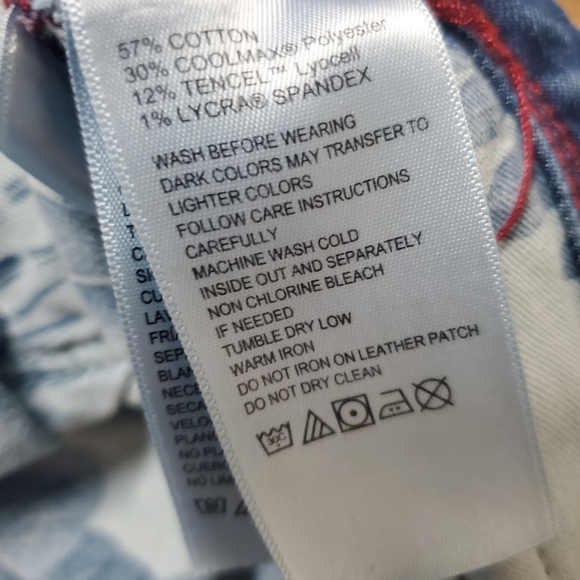 57% COTTON
30% COOLMAX® Polyester
12% TENCEL™ Lyocell
1% LYCRA® SPANDEX
WASH BEFORE WEARING
DARK COLORS MAY TRANSFER TO
LIGHTER COLORS
FOLLOW CARE INSTRUCTIONS
CAREFULLY
MACHINE WASH COLD
INSIDE OUT AND SEPARATELY
NON CHLORINE BLEACH
IF NEEDED
TUMBLE DRY LOW
WARM IRON
DO NOT IRON ON LEATHER PATCH
DO NOT DRY CLEAN
30C